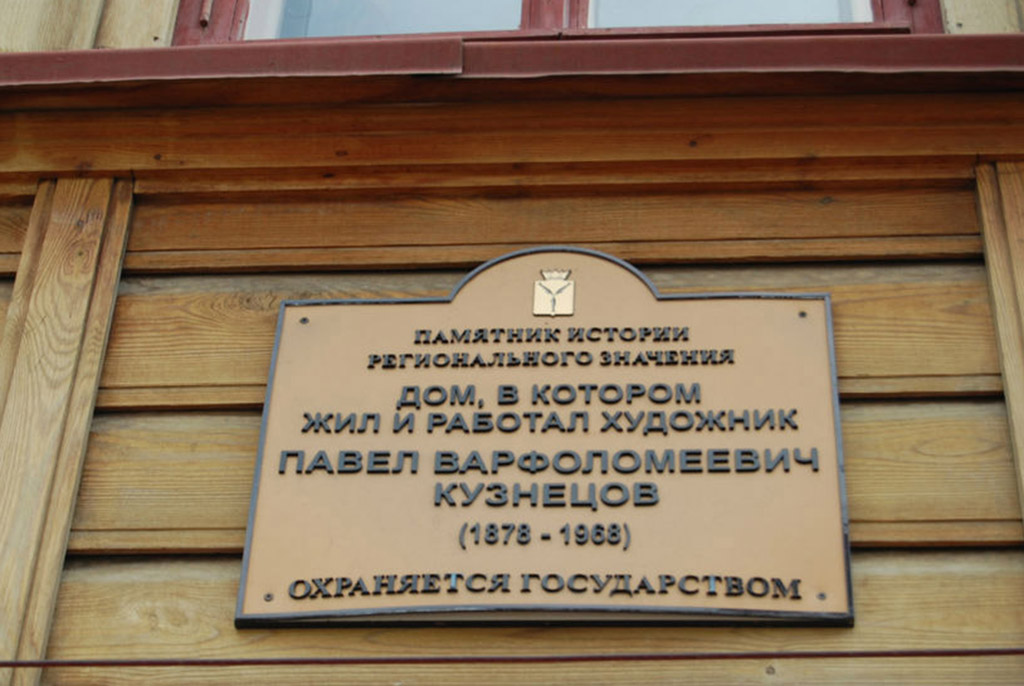 ПАМЯТНИК ИСТОРИИ
РЕГИОНАЛЬНОГО ЗНАЧЕНИЯ
ДОМ, В КОТОРОМ
ЖИЛ И РАБОТАЛ ХУДОЖНИК
ПАВЕЛ ВАРФОЛОМЕЕВИЧ
КУЗНЕЦОВ
(1878 - 1968)
ОХРАНЯЕТСЯ ГОСУДАРСТВОМ